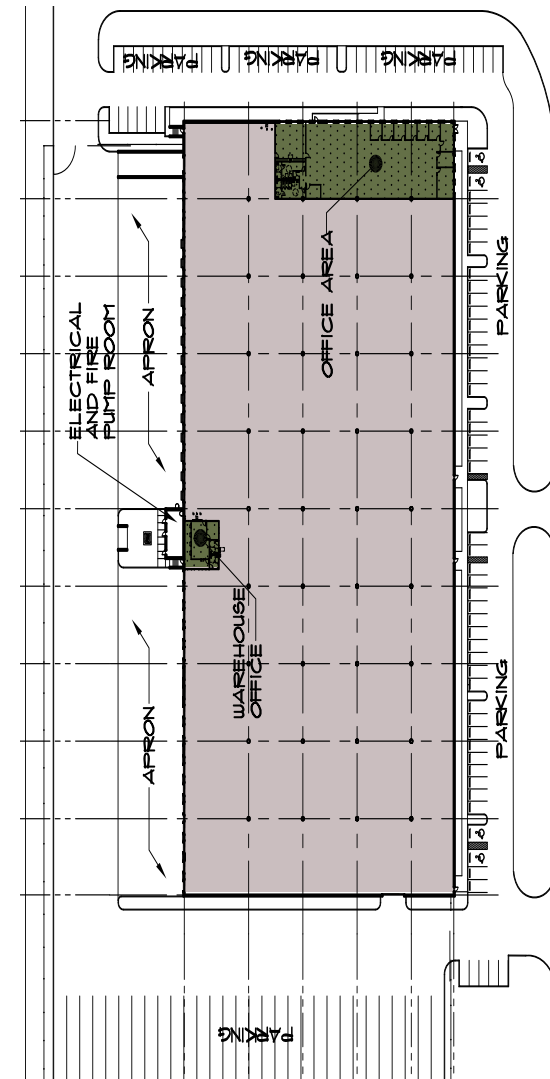 PARKING
PARKING
PARKING
OFFICE AREA
PARKING
ELECTRICAL
AND FIRE
PUMP ROOM
APRON
WAREHOUSE
OFFICE
APRON
PARKING
PARKING